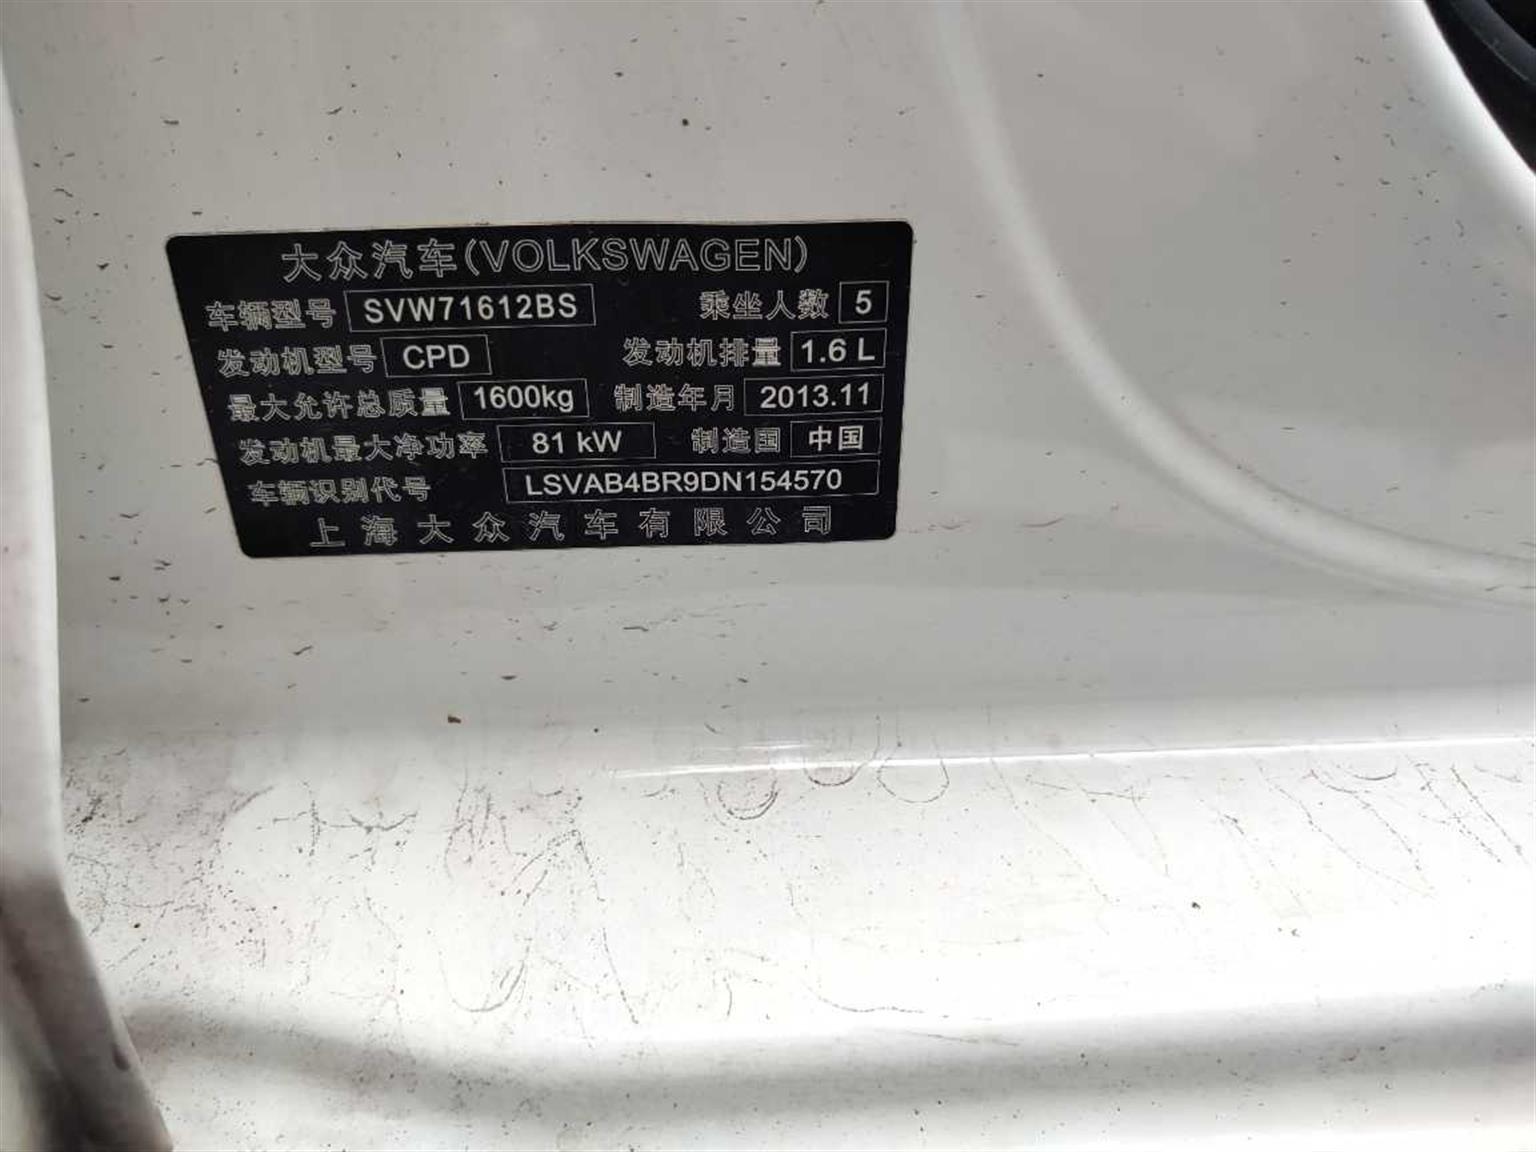 大众汽车(VOLKSWAGEN)
车辆型号 SVW71612BS 乘坐人数 5
发动机型号 CPD 发动机排量 1.6 L
最大允许总质量 1600kg 制造年月 2013.11
发动机最大净功率 81 kW 制造国 中国
车辆识别代号 LSVAB4BR9DN154570
上海大众汽车有限公司